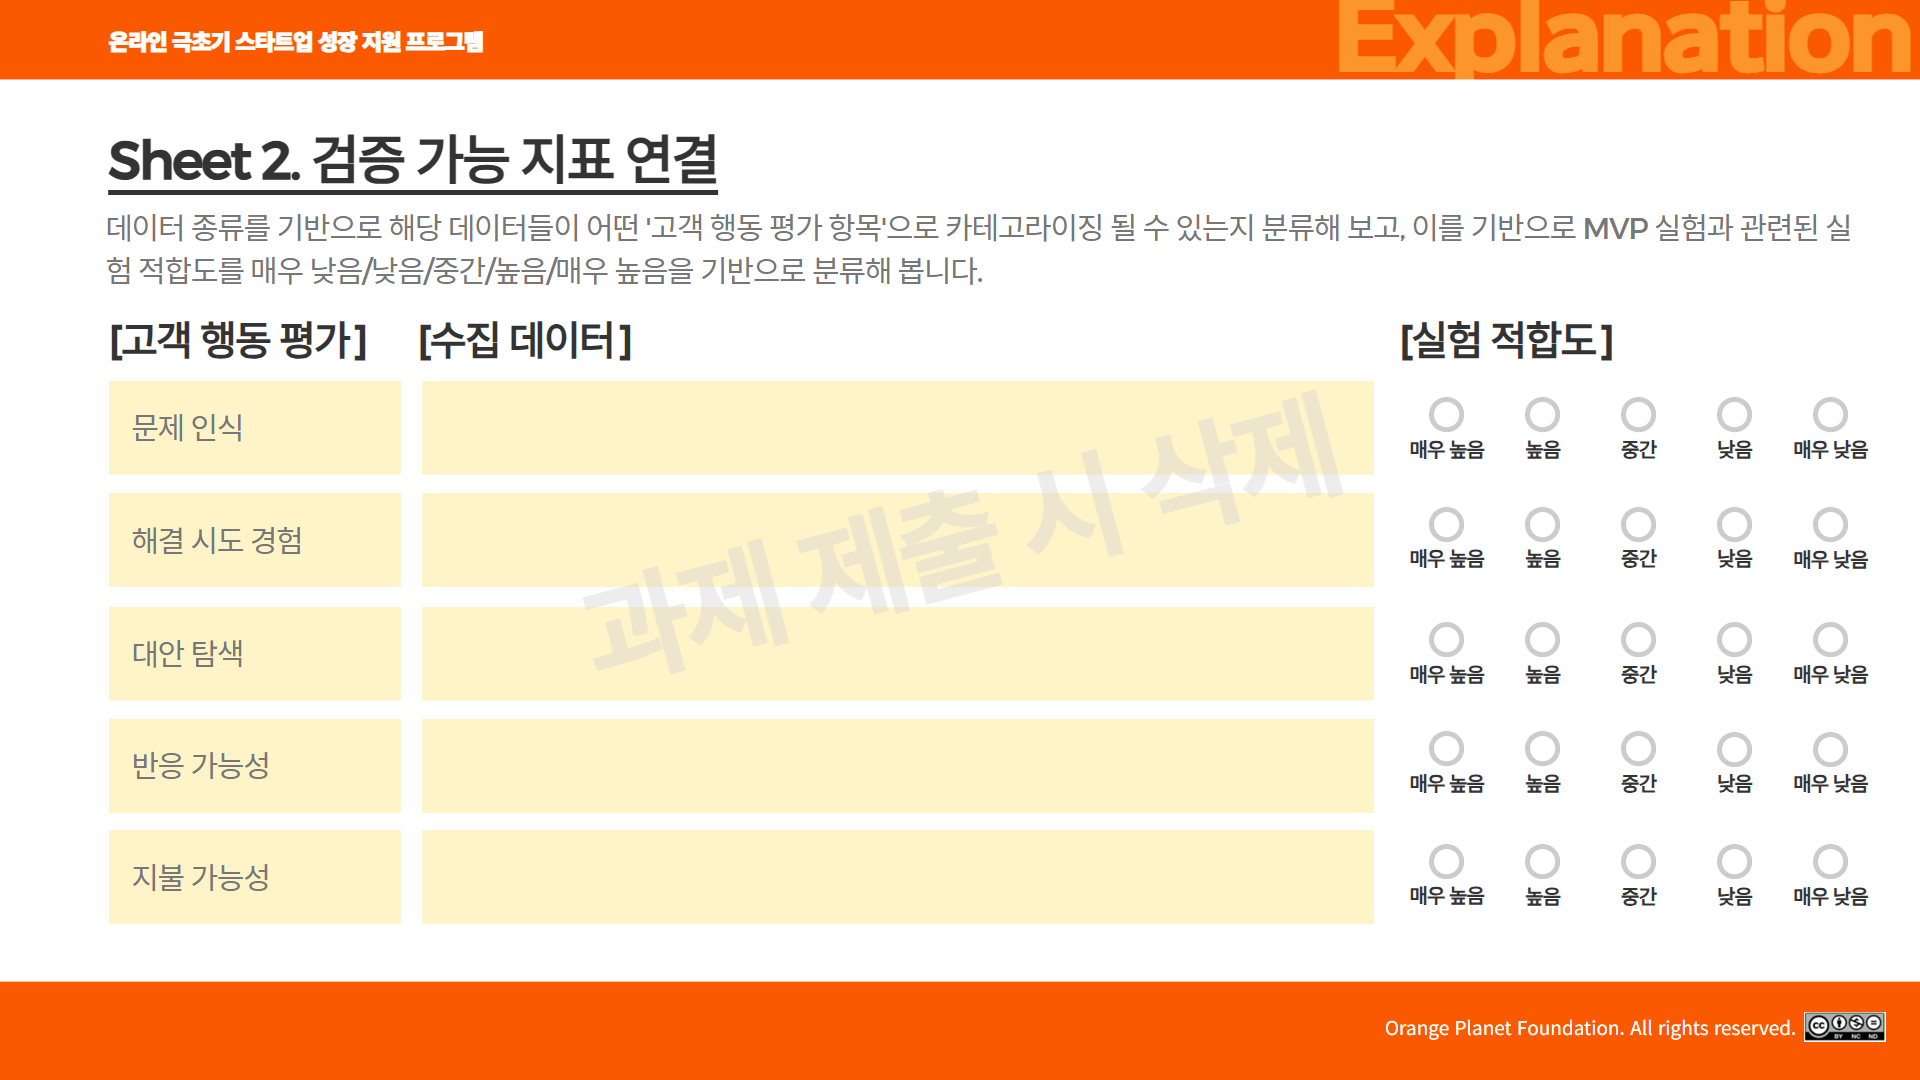 온라인 극초기 스타트업 성장 지원 프로그램
Explanation
Sheet 2. 검증 가능 지표 연결
데이터 종류를 기반으로 해당 데이터들이 어떤 '고객 행동 평가 항목'으로 카테고라이징 될 수 있는지 분류해 보고, 이를 기반으로 MVP 실험과 관련된 실
험 적합도를 매우 낮음/낮음/중간/높음/매우 높음을 기반으로 분류해 봅니다.
[고객 행동 평가] [수집 데이터] [실험 적합도]
문제 인식
매우 높음 높음 중간 낮음 매우 낮음
해결 시도 경험
매우 높음 높음 중간 낮음 매우 낮음
대안 탐색
매우 높음 높음 중간 낮음 매우 낮음
반응 가능성
매우 높음 높음 중간 낮음 매우 낮음
지불 가능성
매우 높음 높음 중간 낮음 매우 낮음
과제 제출 시 삭제
Orange Planet Foundation. All rights reserved.
cc BY NC ND